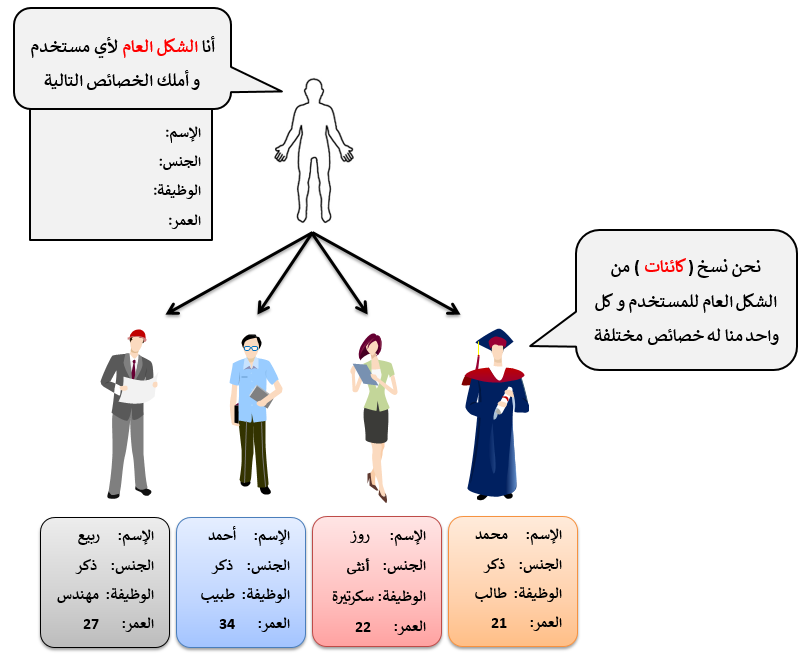 أنا الشكل العام لأي مستخدم
و أملك الخصائص التالية
الإسم:
الجنس:
الوظيفة:
العمر:
نحن نسخ ( كائنات ) من
الشكل العام للمستخدم و كل
واحد منا له خصائص مختلفة
الإسم: محمد
الجنس: ذكر
الوظيفة: طالب
العمر: 21
الإسم: روز
الجنس: أنثى
الوظيفة: سكرتيرة
العمر: 22
الإسم: أحمد
الجنس: ذكر
الوظيفة: طبيب
العمر: 34
الإسم: ربيع
الجنس: ذكر
الوظيفة: مهندس
العمر: 27